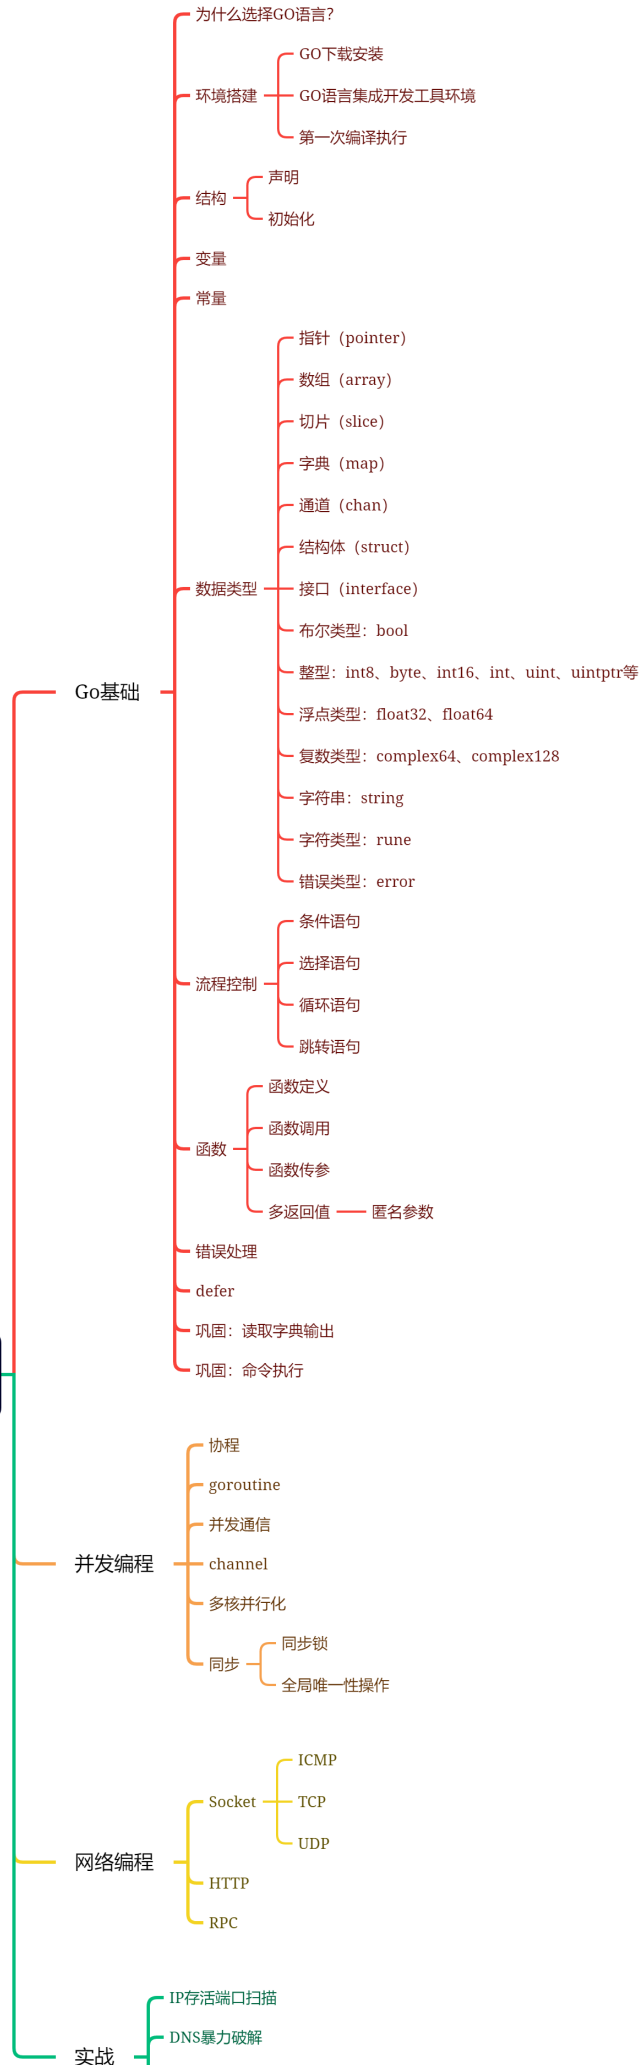 为什么选择GO语言?
GO下载安装
环境搭建
GO语言集成开发工具环境
第一次编译执行
声明
结构
初始化
变量
常量
指针（pointer）
数组（array）
切片（slice）
字典（map）
通道（chan）
结构体（struct）
数据类型
接口（interface）
布尔类型：bool
整型：int8、byte、int16、int、uint、uintptr等
Go基础
浮点类型：float32、float64
复数类型：complex64、complex128
字符串：string
字符类型：rune
错误类型：error
条件语句
选择语句
流程控制
循环语句
跳转语句
函数定义
函数调用
函数
函数传参
多返回值
匿名参数
错误处理
defer
巩固：读取字典输出
巩固：命令执行
协程
goroutine
并发通信
并发编程
channel
多核并行化
同步锁
同步
全局唯一性操作
ICMP
Socket
TCP
UDP
网络编程
HTTP
RPC
IP存活端口扫描
DNS暴力破解
实战